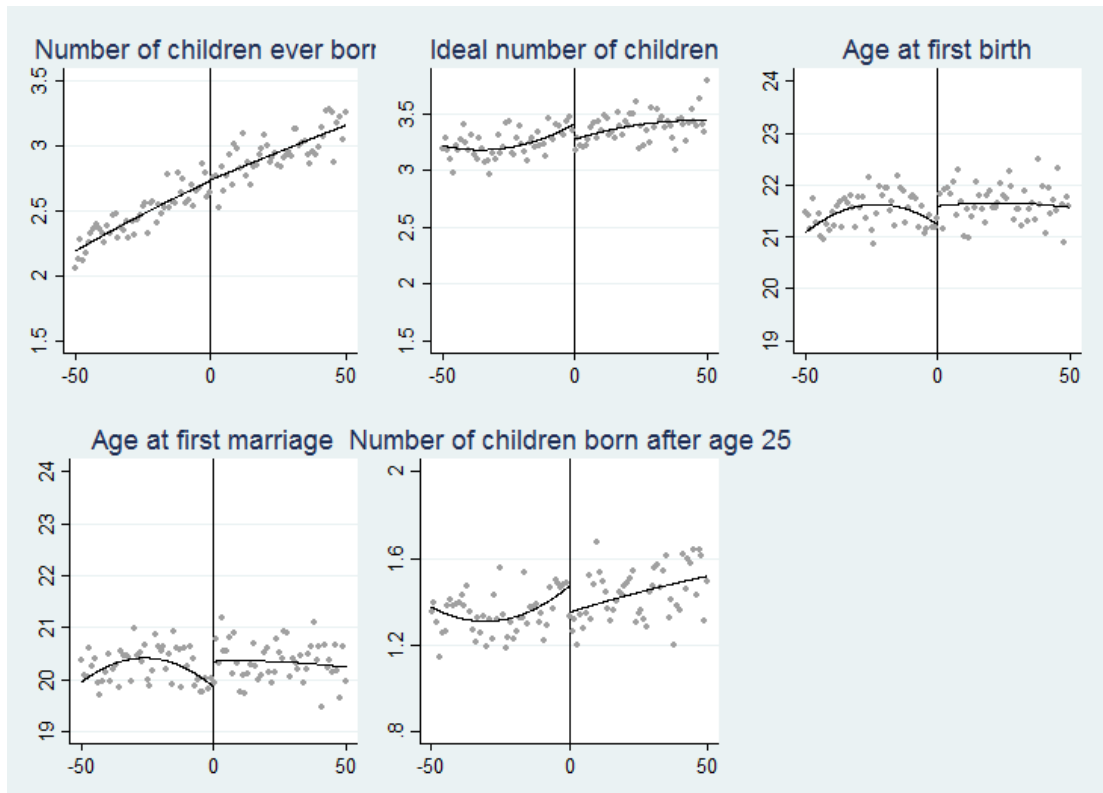 Number of children ever born
3.5
3
2.5
2
1.5
-50 0 50
Ideal number of children
3.5
3
2.5
2
1.5
-50 0 50
Age at first birth
24
23
22
21
20
19
-50 0 50
Age at first marriage
24
23
22
21
20
19
-50 0 50
Number of children born after age 25
2
1.6
1.2
.8
-50 0 50